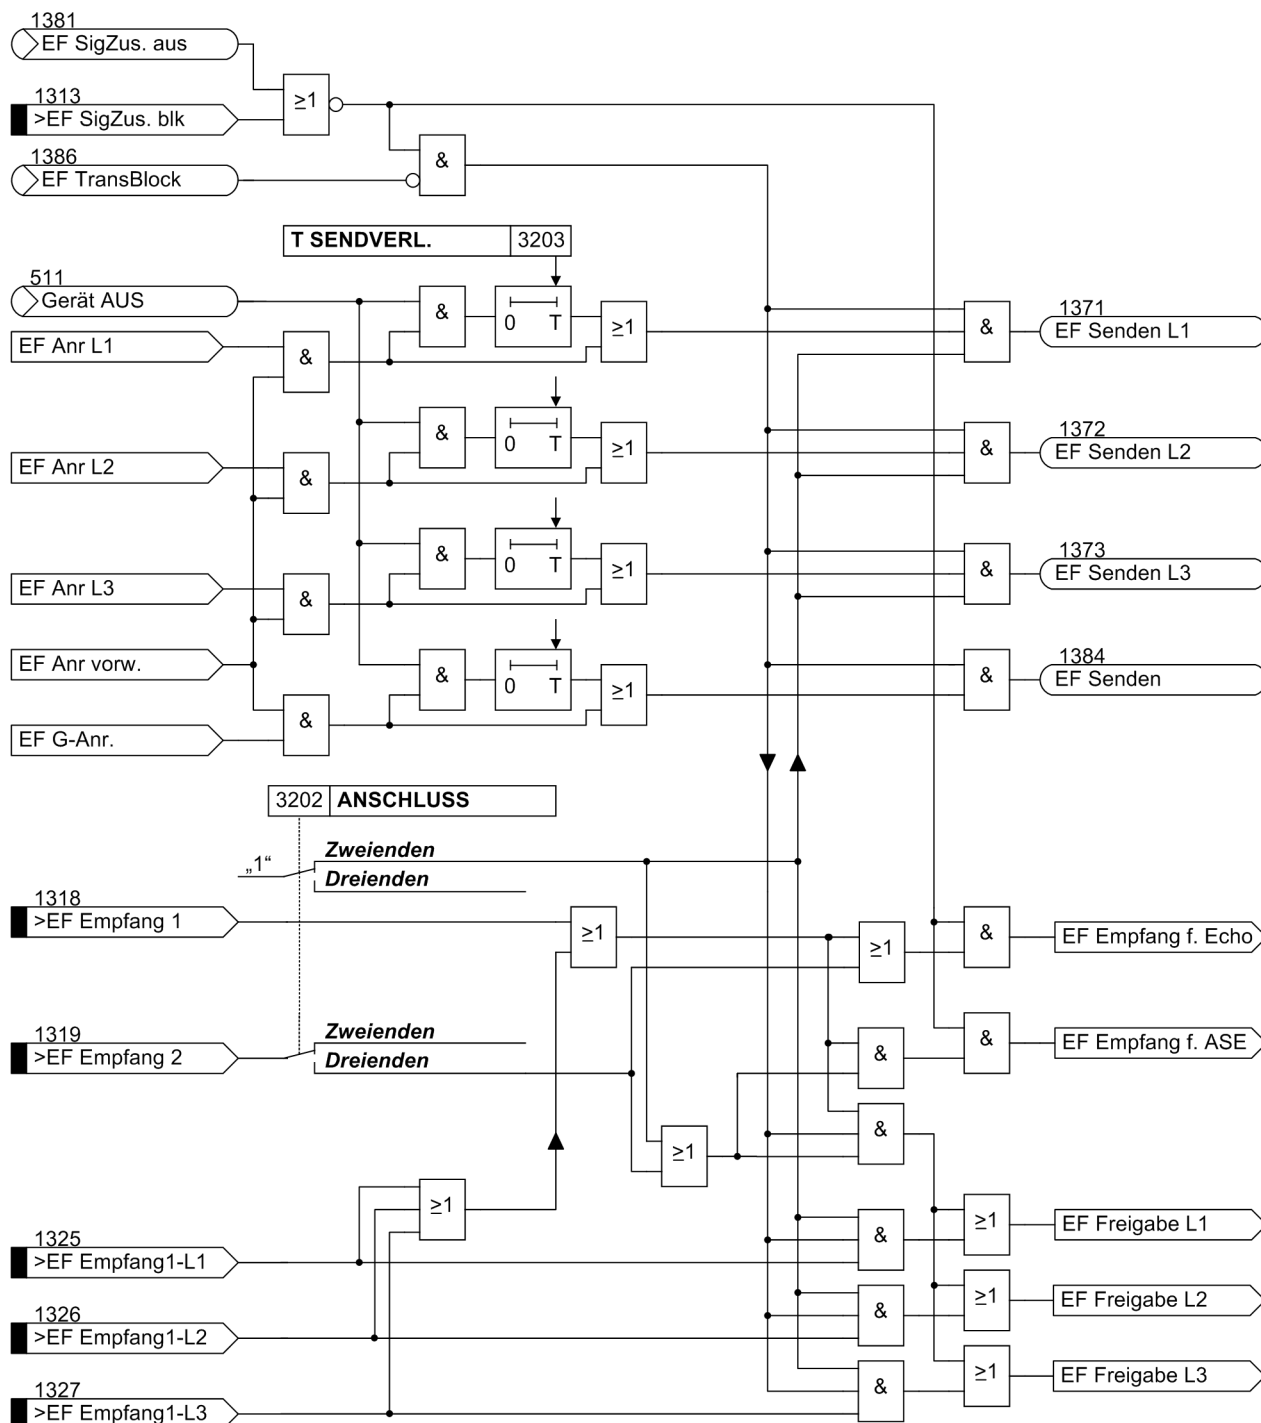 1381
EF SigZus. aus
≥1
1313
>EF SigZus. blk
1386
EF TransBlock
&
T SENDVERL. 3203
511
Gerät AUS
&
0 T
≥1
EF Anr L1
&
&
1371
EF Senden L1
&
0 T
≥1
EF Anr L2
&
&
1372
EF Senden L2
&
0 T
≥1
EF Anr L3
&
&
1373
EF Senden L3
EF Anr vorw.
&
0 T
≥1
&
1384
EF Senden
&
EF G-Anr.
3202 ANSCHLUSS
„1“
Zweienden
Dreienden
1318
>EF Empfang 1
≥1
≥1
&
EF Empfang f. Echo
1319
>EF Empfang 2
Zweienden
Dreienden
&
&
EF Empfang f. ASE
≥1
&
≥1
1325
>EF Empfang1-L1
&
≥1
EF Freigabe L1
1326
>EF Empfang1-L2
&
≥1
EF Freigabe L2
1327
>EF Empfang1-L3
&
≥1
EF Freigabe L3